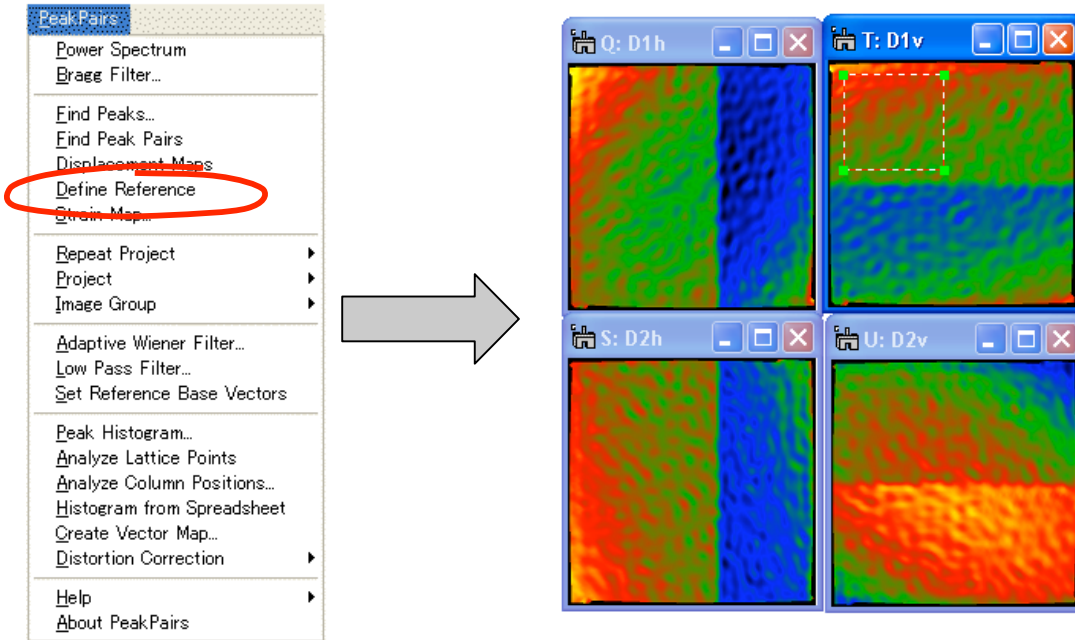 PeakPairs
Power Spectrum
Bragg Filter...
Find Peaks...
Find Peak Pairs
Displacement Maps
Define Reference
Strain Map...
Repeat Project
Project
Image Group
Adaptive Wiener Filter...
Low Pass Filter...
Set Reference Base Vectors
Peak Histogram...
Analyze Lattice Points
Analyze Column Positions...
Histogram from Spreadsheet
Create Vector Map...
Distortion Correction
Help
About PeakPairs
Q: D1h
T: D1v
S: D2h
U: D2v